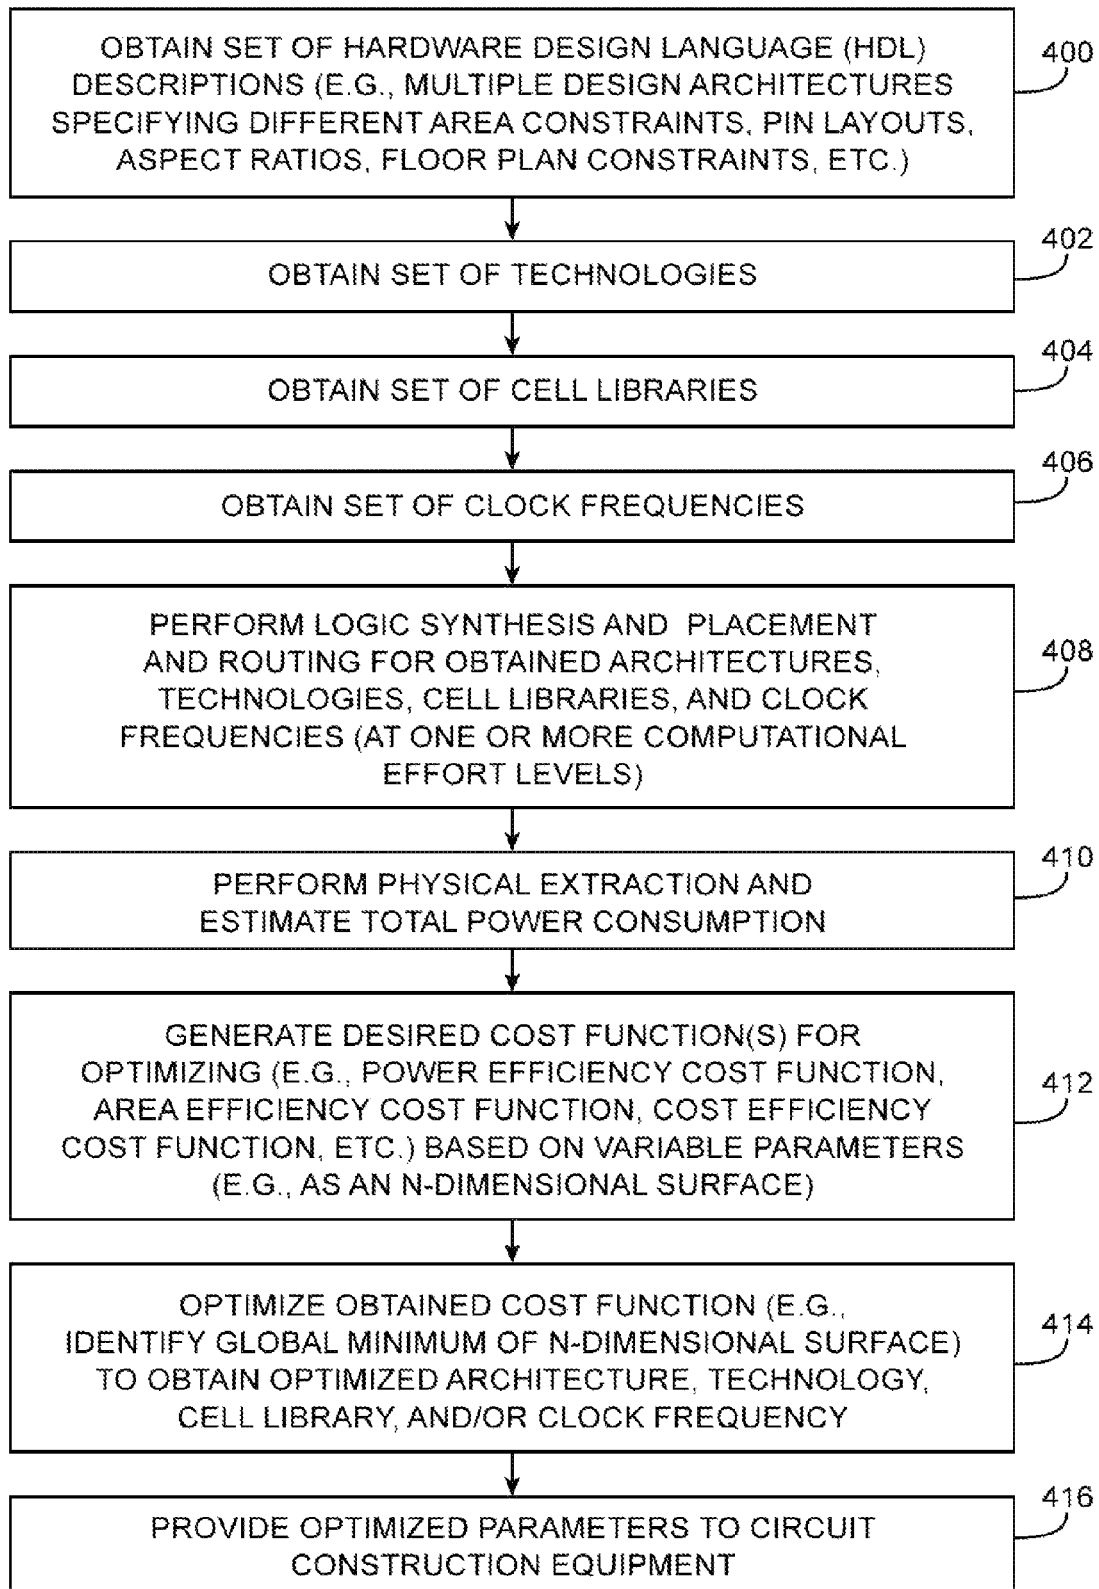 OBTAIN SET OF HARDWARE DESIGN LANGUAGE (HDL)
DESCRIPTIONS (E.G., MULTIPLE DESIGN ARCHITECTURES
SPECIFYING DIFFERENT AREA CONSTRAINTS, PIN LAYOUTS,
ASPECT RATIOS, FLOOR PLAN CONSTRAINTS, ETC.)
400
OBTAIN SET OF TECHNOLOGIES
402
OBTAIN SET OF CELL LIBRARIES
404
OBTAIN SET OF CLOCK FREQUENCIES
406
PERFORM LOGIC SYNTHESIS AND PLACEMENT
AND ROUTING FOR OBTAINED ARCHITECTURES,
TECHNOLOGIES, CELL LIBRARIES, AND CLOCK
FREQUENCIES (AT ONE OR MORE COMPUTATIONAL
EFFORT LEVELS)
408
PERFORM PHYSICAL EXTRACTION AND
ESTIMATE TOTAL POWER CONSUMPTION
410
GENERATE DESIRED COST FUNCTION(S) FOR
OPTIMIZING (E.G., POWER EFFICIENCY COST FUNCTION,
AREA EFFICIENCY COST FUNCTION, COST EFFICIENCY
COST FUNCTION, ETC.) BASED ON VARIABLE PARAMETERS
(E.G., AS AN N-DIMENSIONAL SURFACE)
412
OPTIMIZE OBTAINED COST FUNCTION (E.G.,
IDENTIFY GLOBAL MINIMUM OF N-DIMENSIONAL SURFACE)
TO OBTAIN OPTIMIZED ARCHITECTURE, TECHNOLOGY,
CELL LIBRARY, AND/OR CLOCK FREQUENCY
414
PROVIDE OPTIMIZED PARAMETERS TO CIRCUIT
CONSTRUCTION EQUIPMENT
416